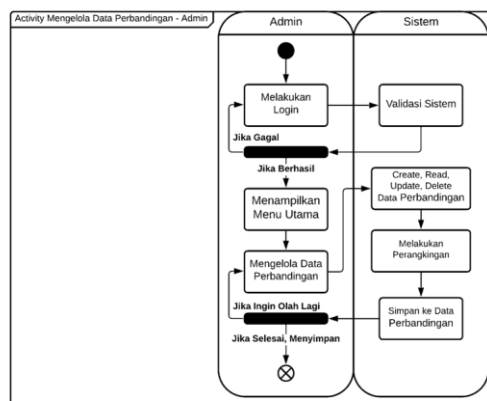 Activity Mengelola Data Perbandingan - Admin
Admin
Sistem
Melakukan
Login
Validasi Sistem
Jika Gagal
Jika Berhasil
Menampilkan
Menu Utama
Create, Read,
Update, Delete
Data Perbandingan
Mengelola Data
Perbandingan
Melakukan
Perangkingan
Jika Ingin Olah Lagi
Simpan ke Data
Perbandingan
Jika Selesai, Menyimpan